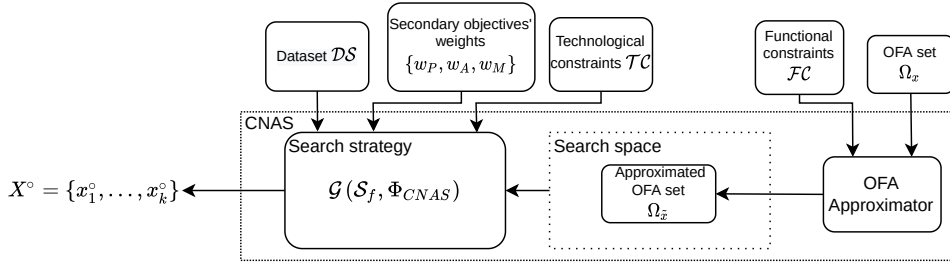 Dataset 𝒟𝒮
Secondary objectives'
weights
{w_P, w_A, w_M}
Technological
constraints 𝒯𝒞
Functional
constraints
ℱ𝒞
OFA set
Ω_x
CNAS
Search strategy
𝒢(𝒮_f, Φ_CNAS)
Search space
Approximated
OFA set
Ω_x̃
OFA
Approximator
X° = {x°_1, …, x°_k}